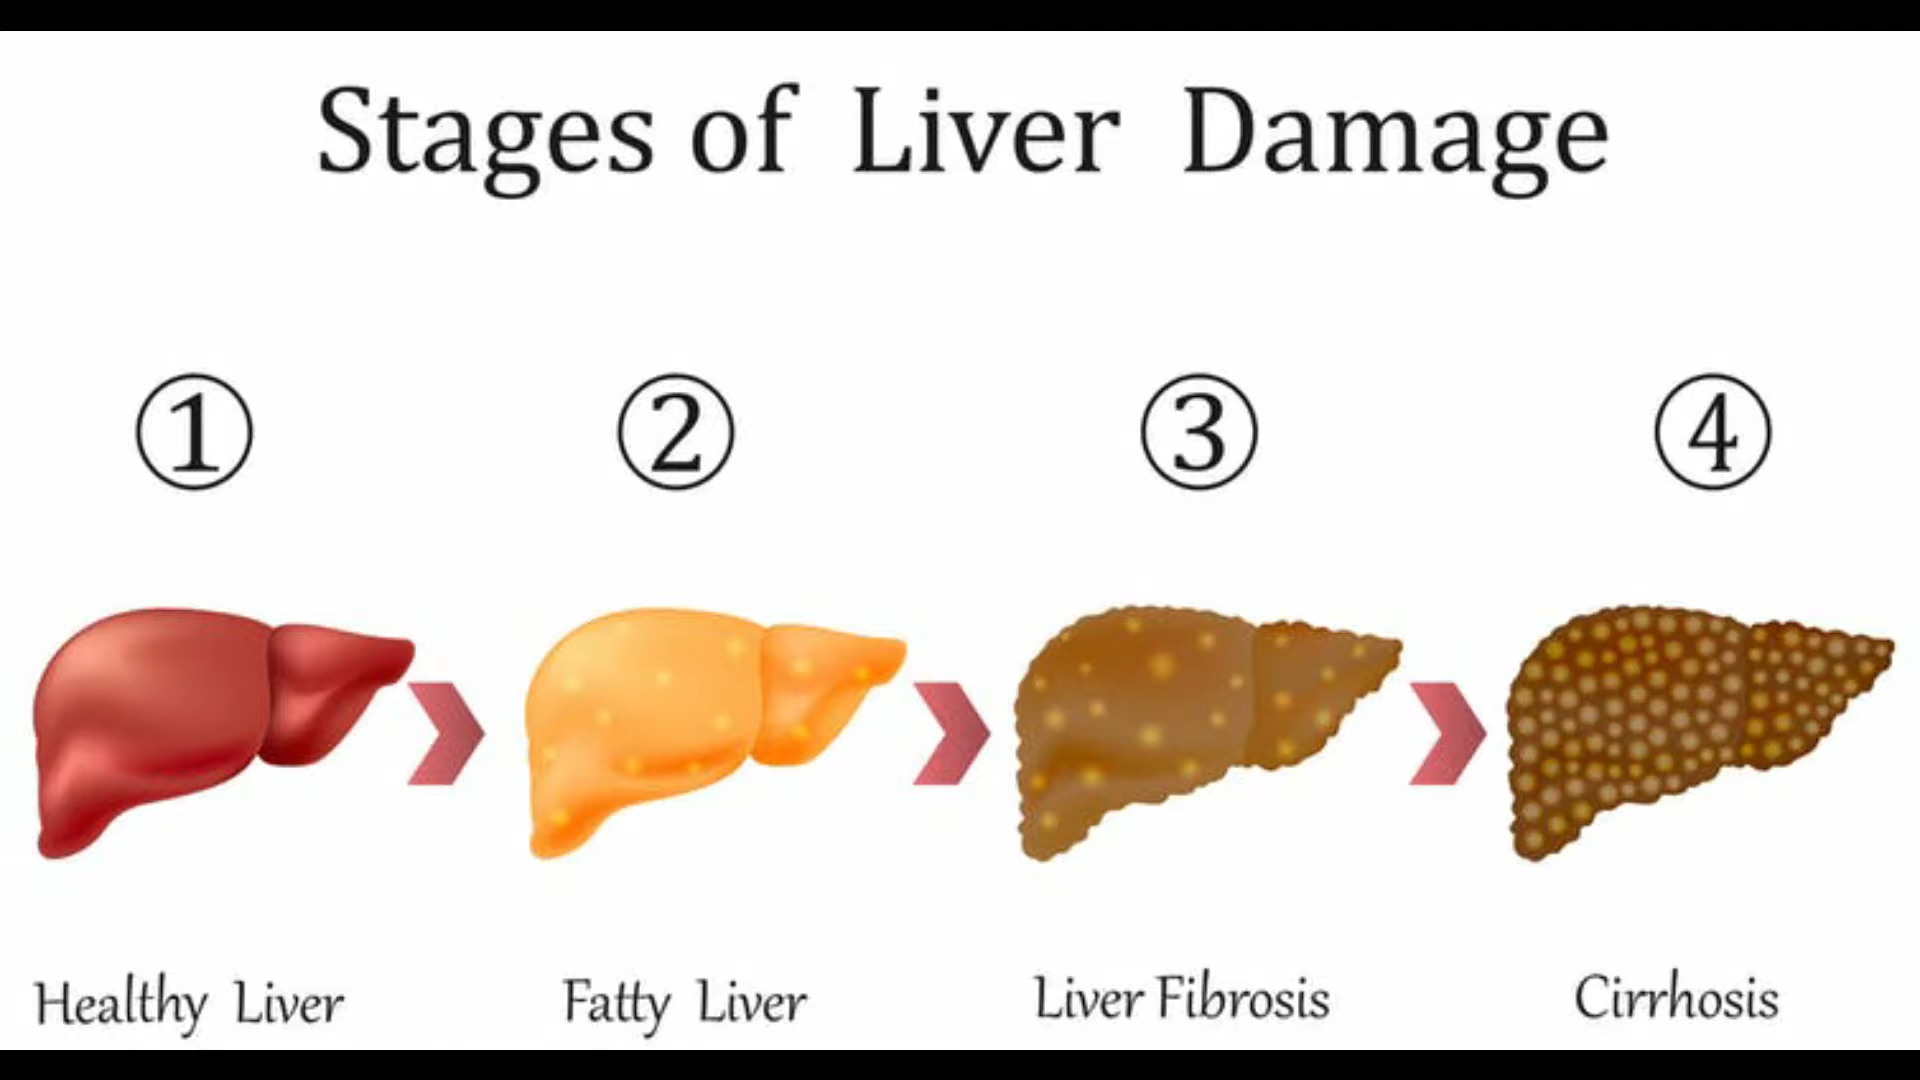 Stages of Liver Damage
① ② ③ ④
Healthy Liver Fatty Liver Liver Fibrosis Cirrhosis